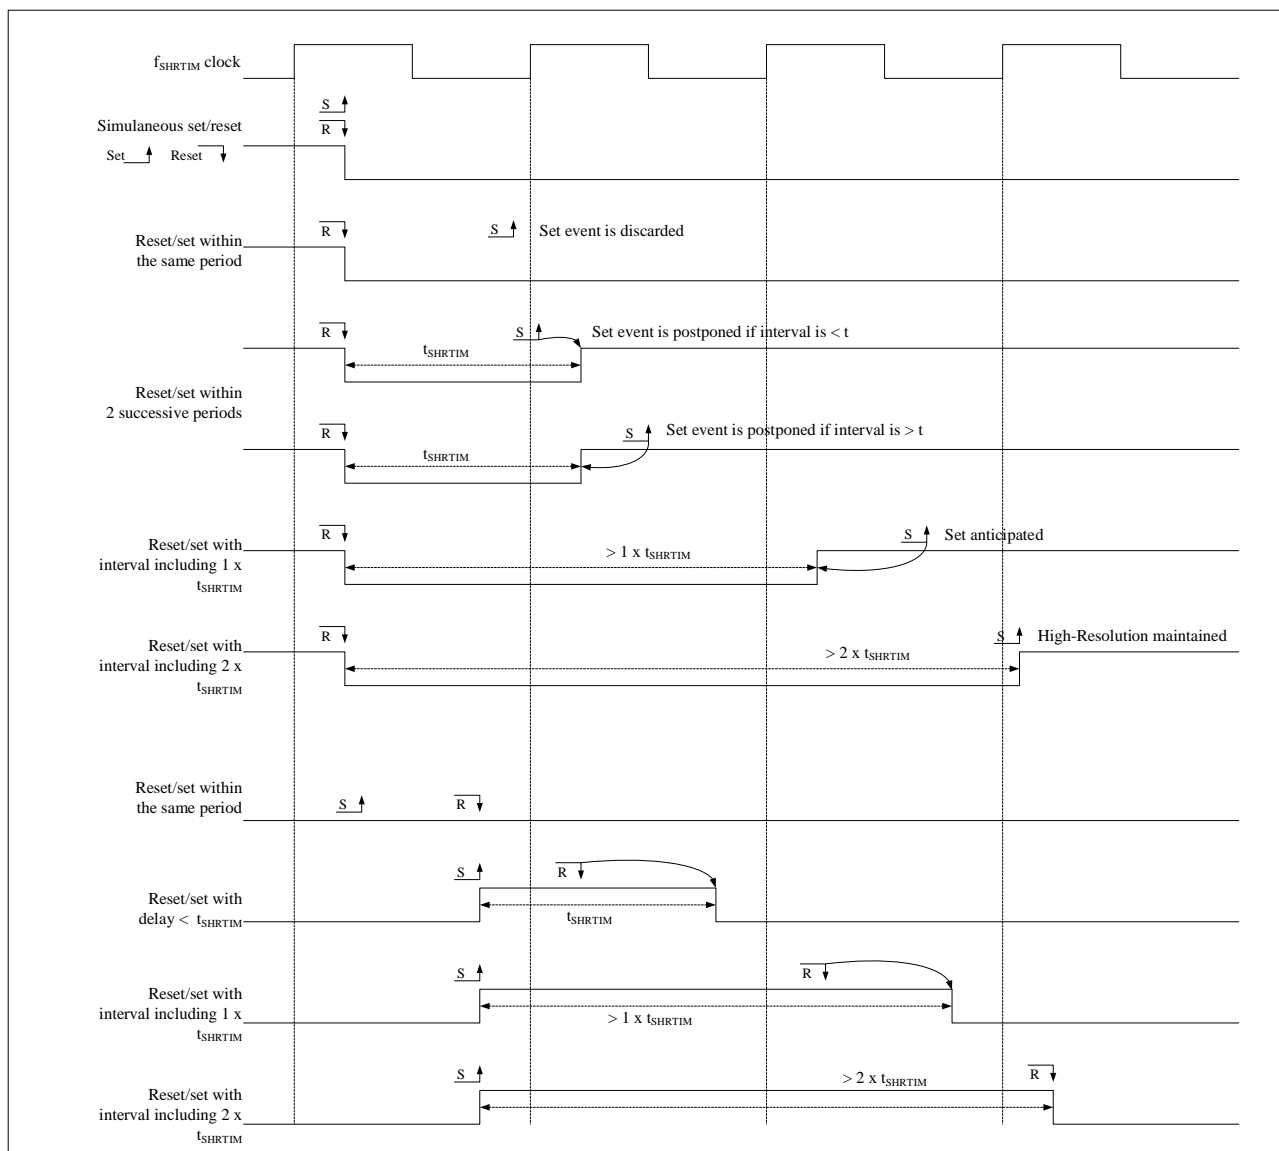 fSHRTIM clock
S
R
Simulaneous set/reset
Set Reset
R
S Set event is discarded
Reset/set within
the same period
R
S Set event is postponed if interval is < t
tSHRTIM
Reset/set within
2 successive periods
R
S Set event is postponed if interval is > t
tSHRTIM
R
S Set anticipated
Reset/set with
interval including 1 x
tSHRTIM
> 1 x tSHRTIM
R
S High-Resolution maintained
Reset/set with
interval including 2 x
tSHRTIM
> 2 x tSHRTIM
Reset/set within
the same period
S R
S R
Reset/set with
delay < tSHRTIM
tSHRTIM
S R
Reset/set with
interval including 1 x
tSHRTIM
> 1 x tSHRTIM
S R
> 2 x tSHRTIM
Reset/set with
interval including 2 x
tSHRTIM